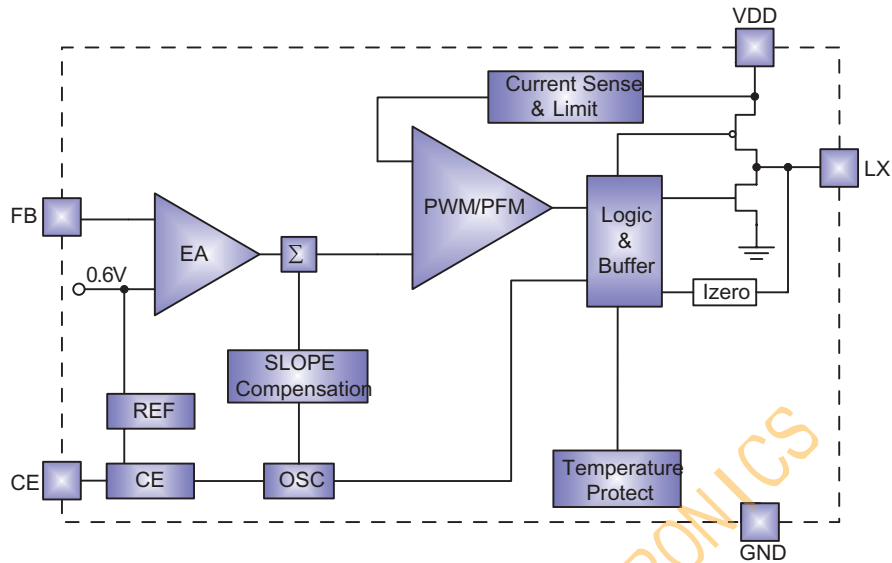 VDD
Current Sense
& Limit
LX
PWM/PFM
FB
Logic
&
Buffer
EA
Σ
0.6V
Izero
SLOPE
Compensation
REF
CE
CE
OSC
Temperature
Protect
GND